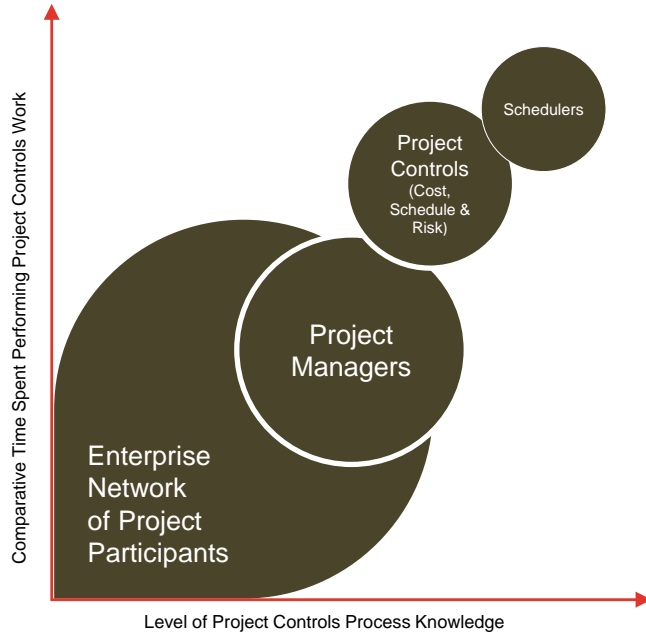 Comparative Time Spent Performing Project Controls Work
Schedulers
Project
Controls
(Cost,
Schedule &
Risk)
Project
Managers
Enterprise
Network
of Project
Participants
Level of Project Controls Process Knowledge